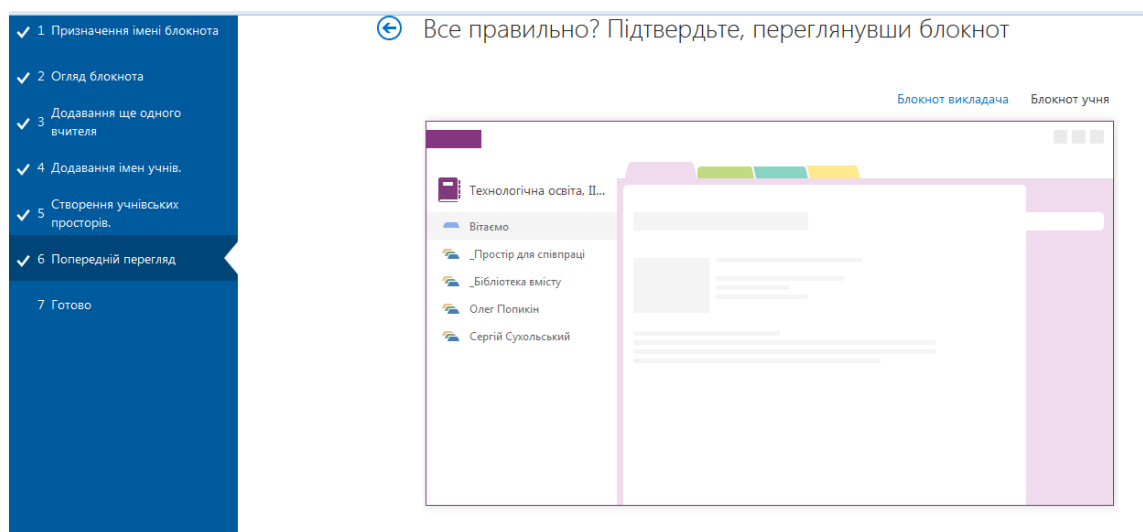 1 Призначення імені блокнота
2 Огляд блокнота
3 Додавання ще одного
вчителя
4 Додавання імен учнів.
5 Створення учнівських
просторів.
6 Попередній перегляд
7 Готово
Все правильно? Підтвердьте, переглянувши блокнот
Блокнот викладача Блокнот учня
Технологічна освіта, ІІ...
Вітаємо
_Простір для співпраці
_Бібліотека вмісту
Олег Попикін
Сергій Сухольський